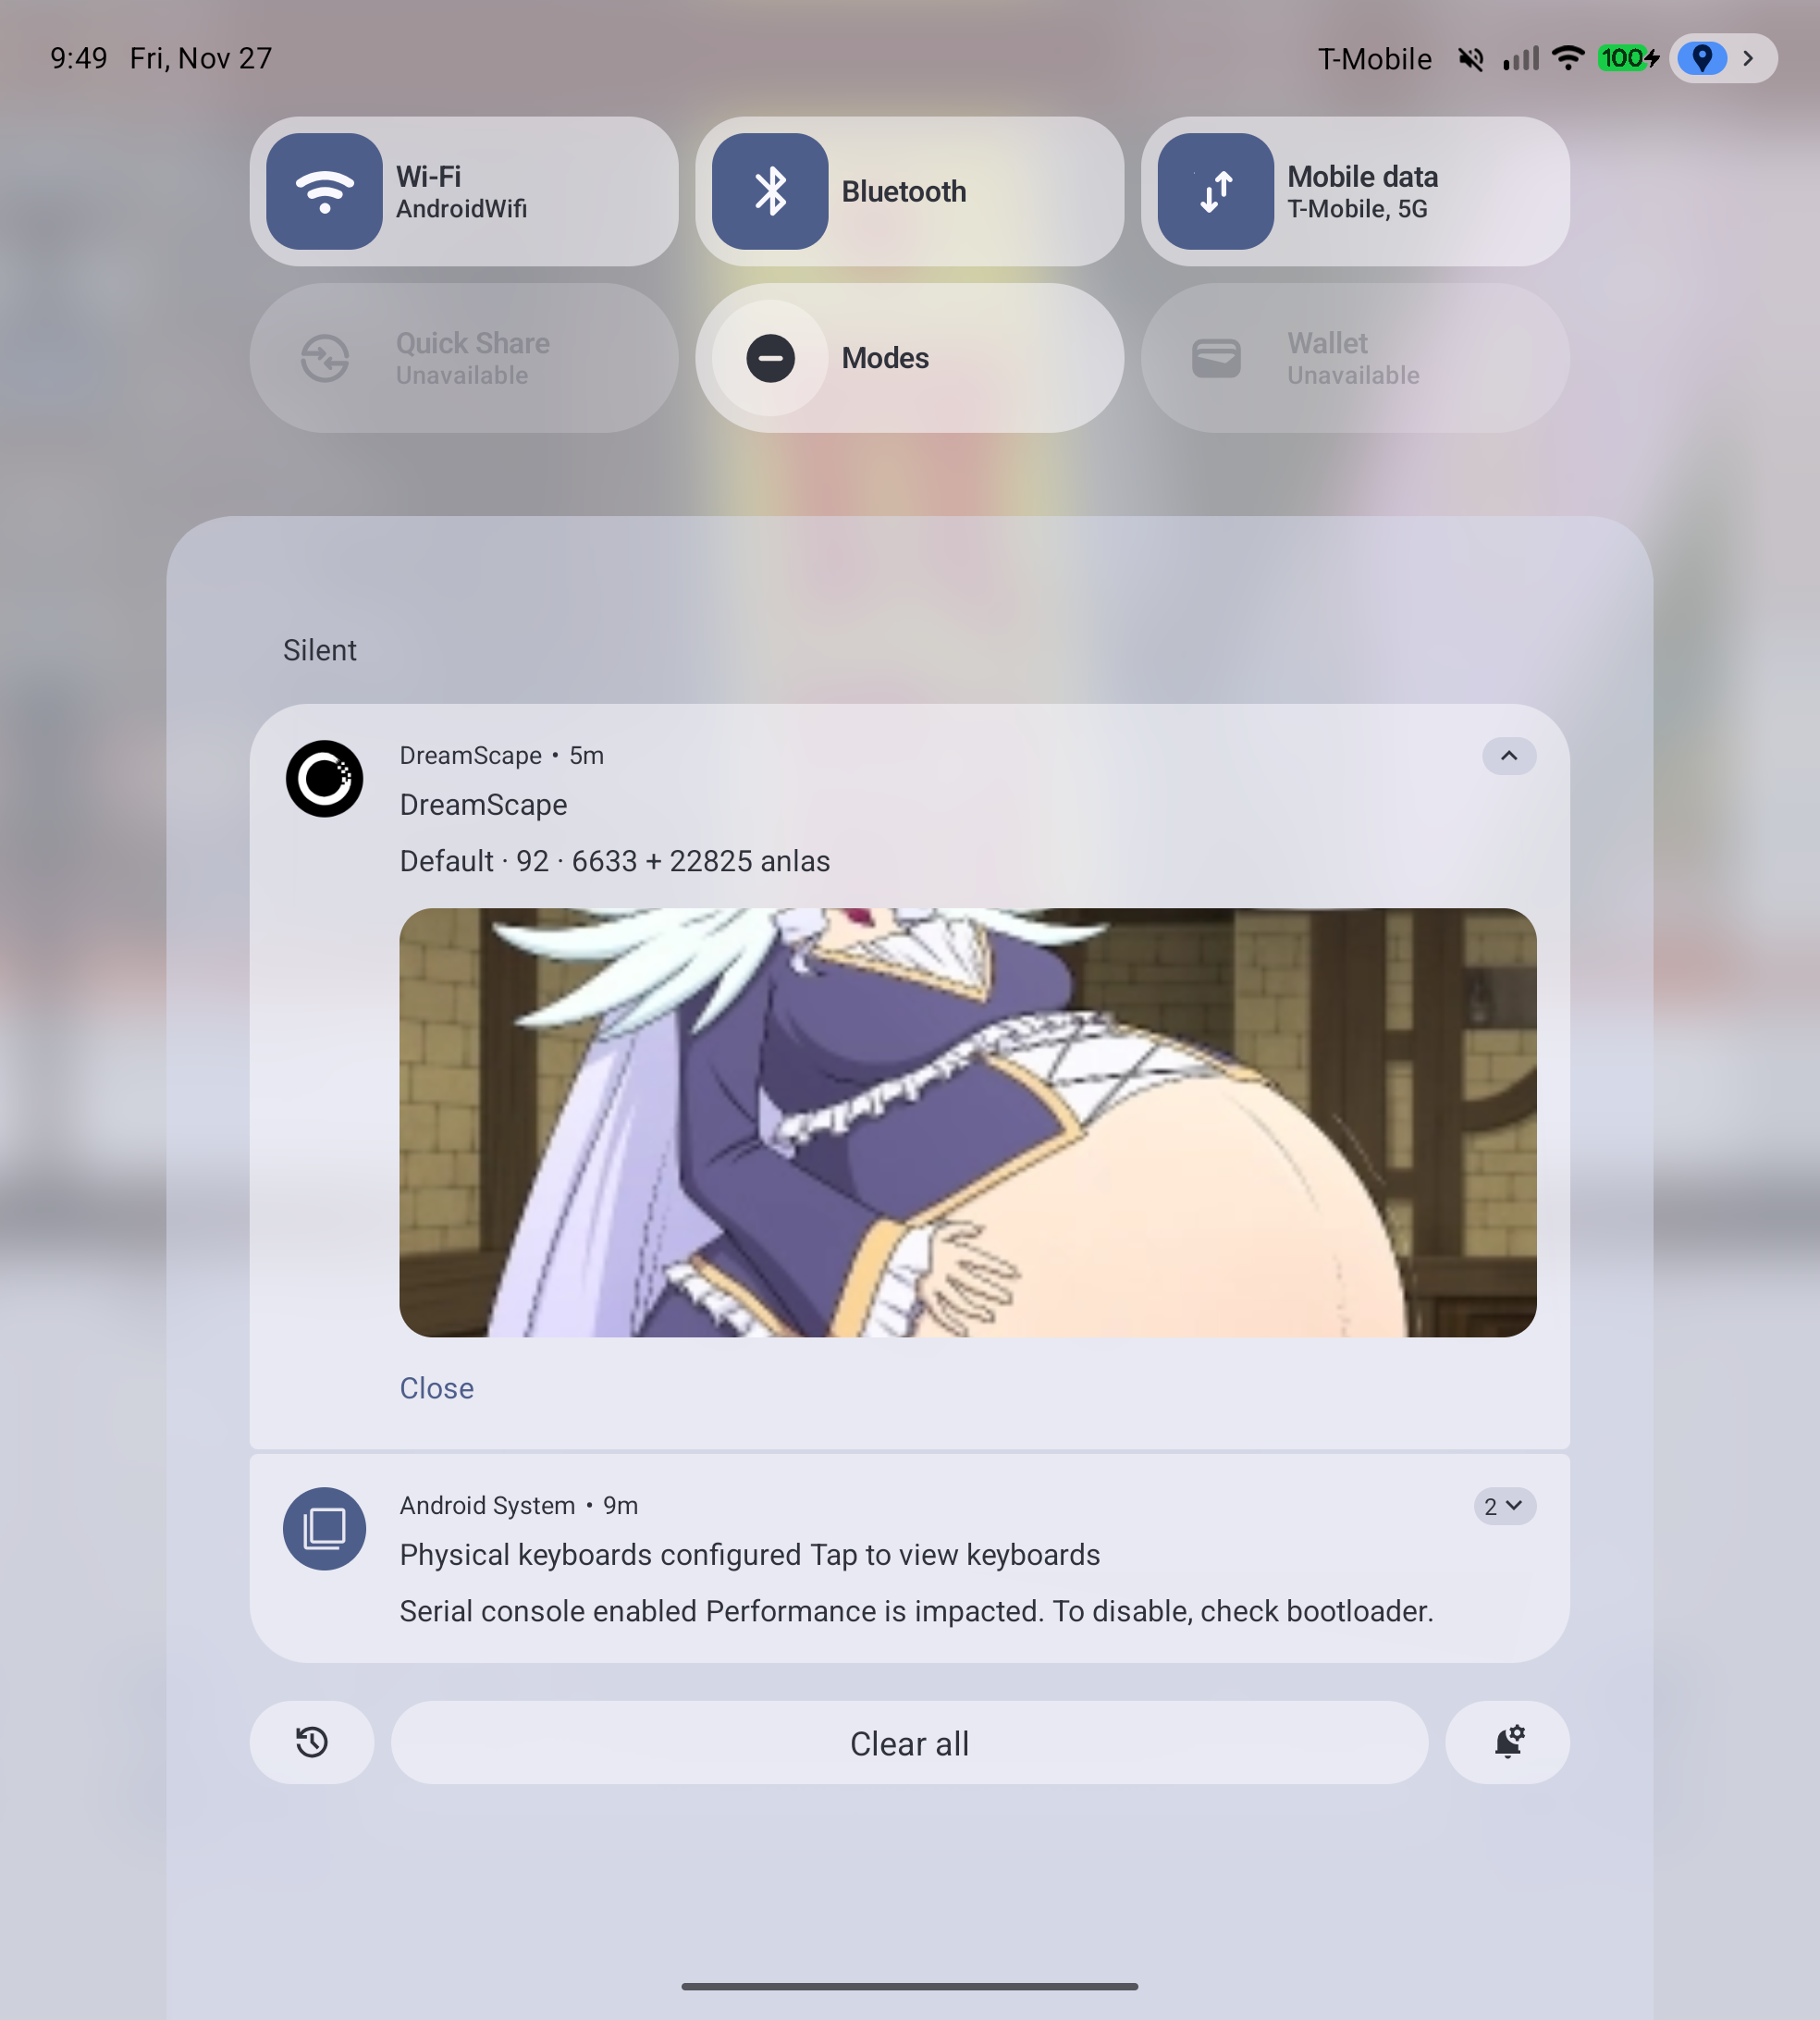 9:49 Fri, Nov 27
T-Mobile 100
Wi-Fi
AndroidWifi
Bluetooth
Mobile data
T-Mobile, 5G
Quick Share
Unavailable
Modes
Wallet
Unavailable
Silent
DreamScape • 5m
DreamScape
Default · 92 · 6633 + 22825 anlas
Close
Android System • 9m
2
Physical keyboards configured Tap to view keyboards
Serial console enabled Performance is impacted. To disable, check bootloader.
Clear all